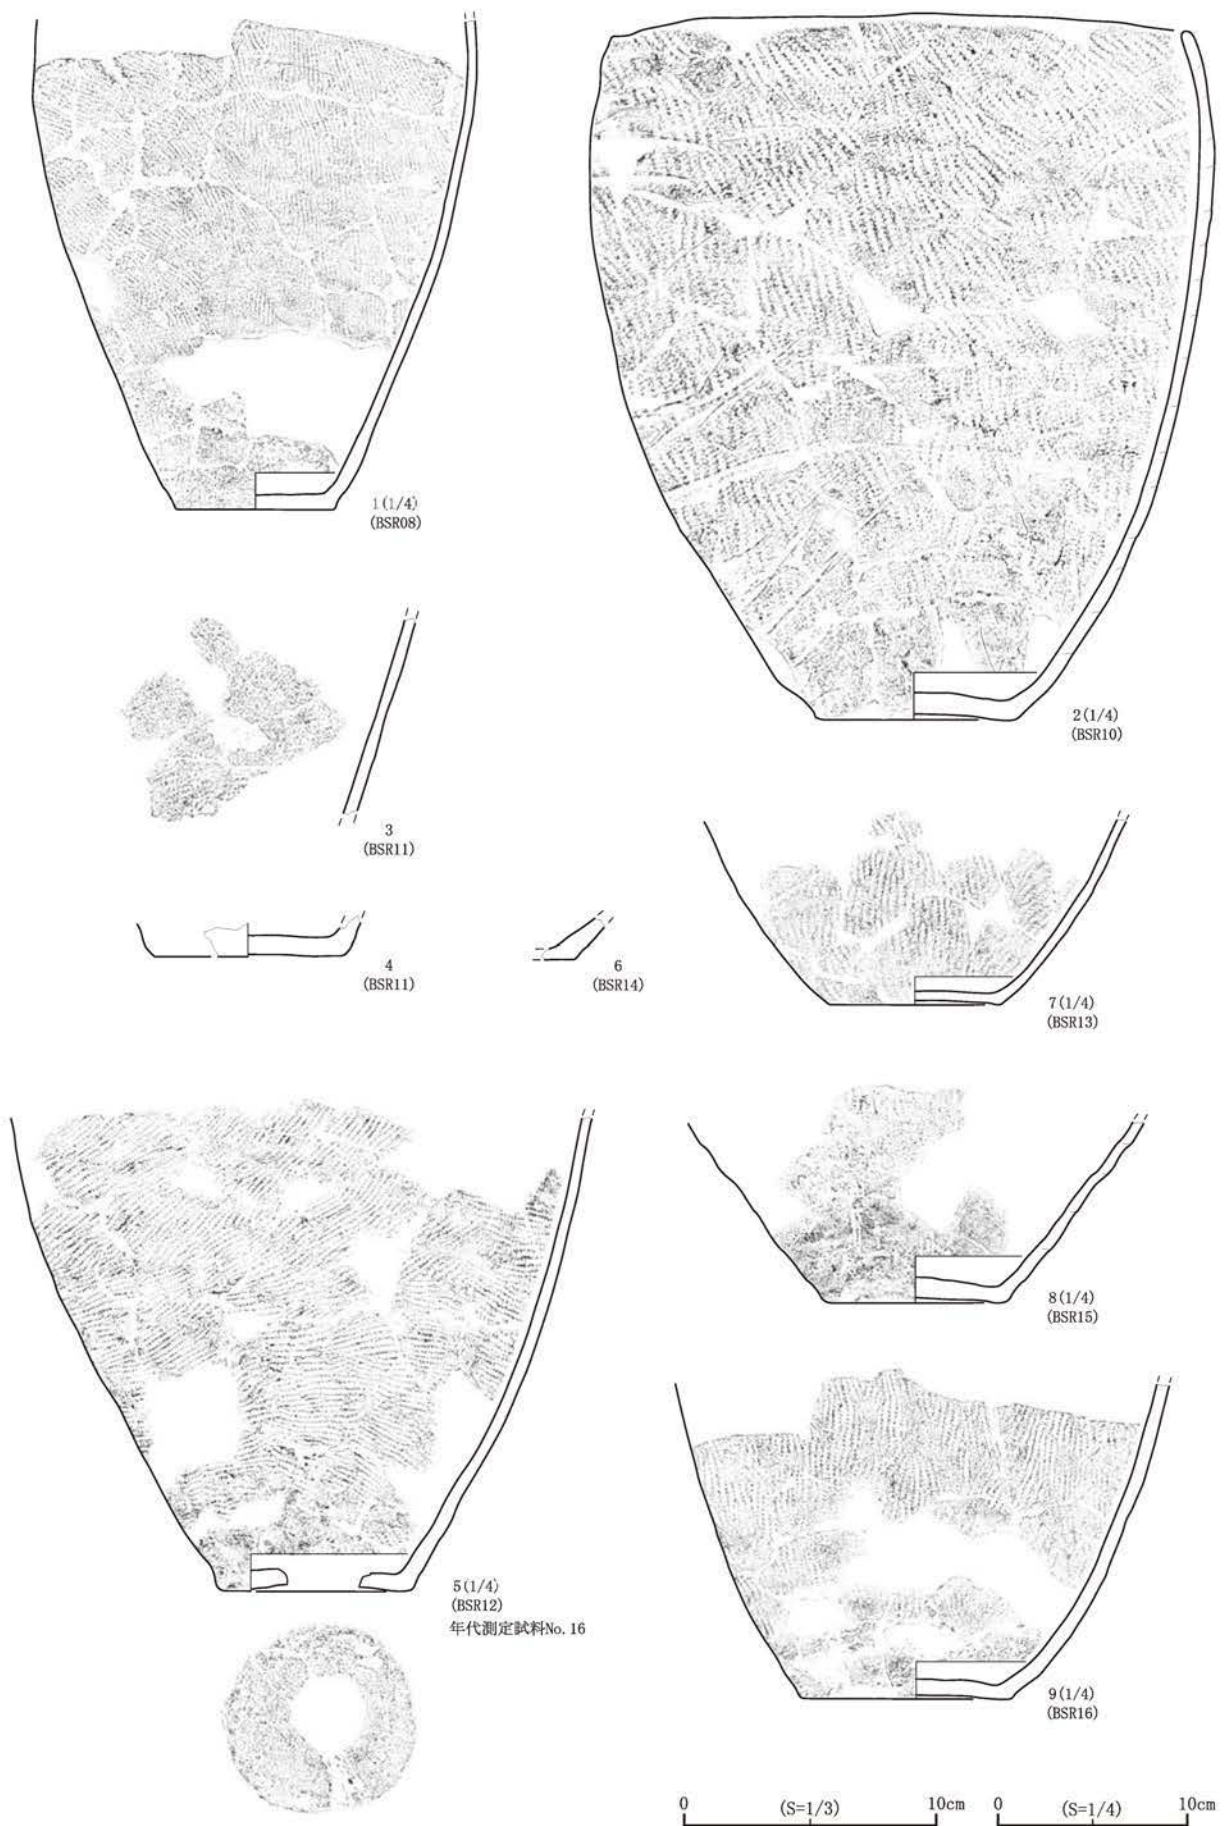 1(1/4)
(BSR08)
2(1/4)
(BSR10)
3
(BSR11)
4
(BSR11)
6
(BSR14)
7(1/4)
(BSR13)
5(1/4)
(BSR12)
年代測定試料No.16
8(1/4)
(BSR15)
9(1/4)
(BSR16)
0 (S=1/3) 10cm
0 (S=1/4) 10cm